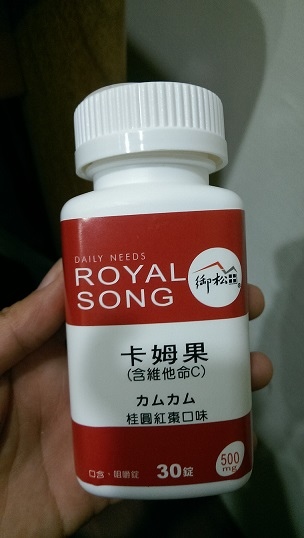 DAILY NEEDS
ROYAL
SONG
御松田
卡姆果
(含維他命C)
カムカム
桂圓紅棗口味
口含·咀嚼錠
30錠
500
mg